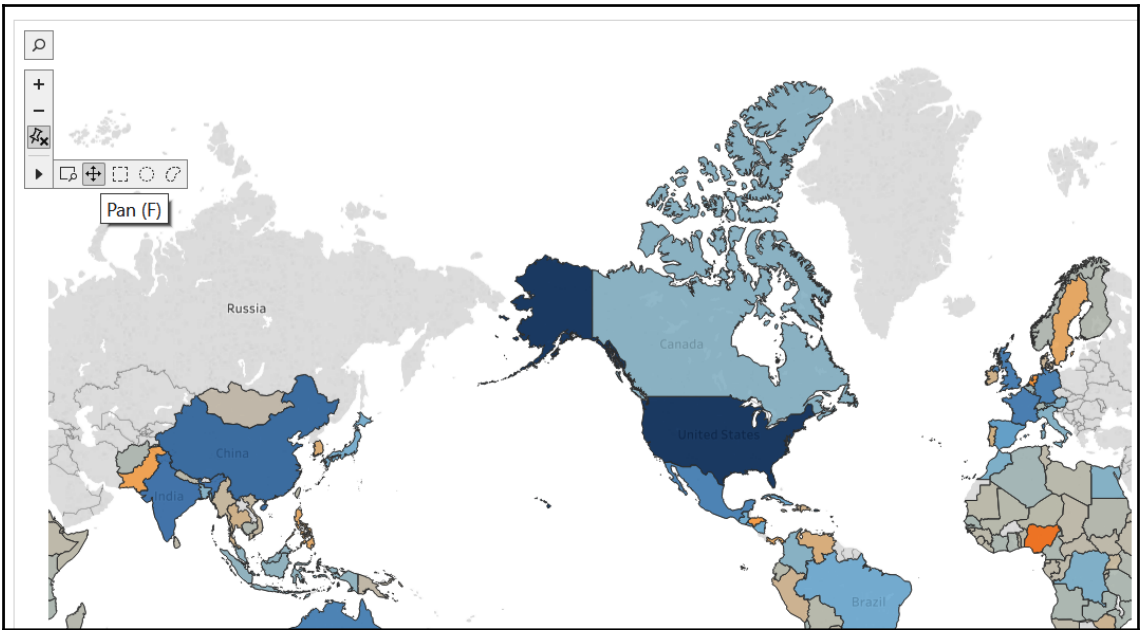 Pan (F)
Russia
Canada
United States
China
India
Brazil